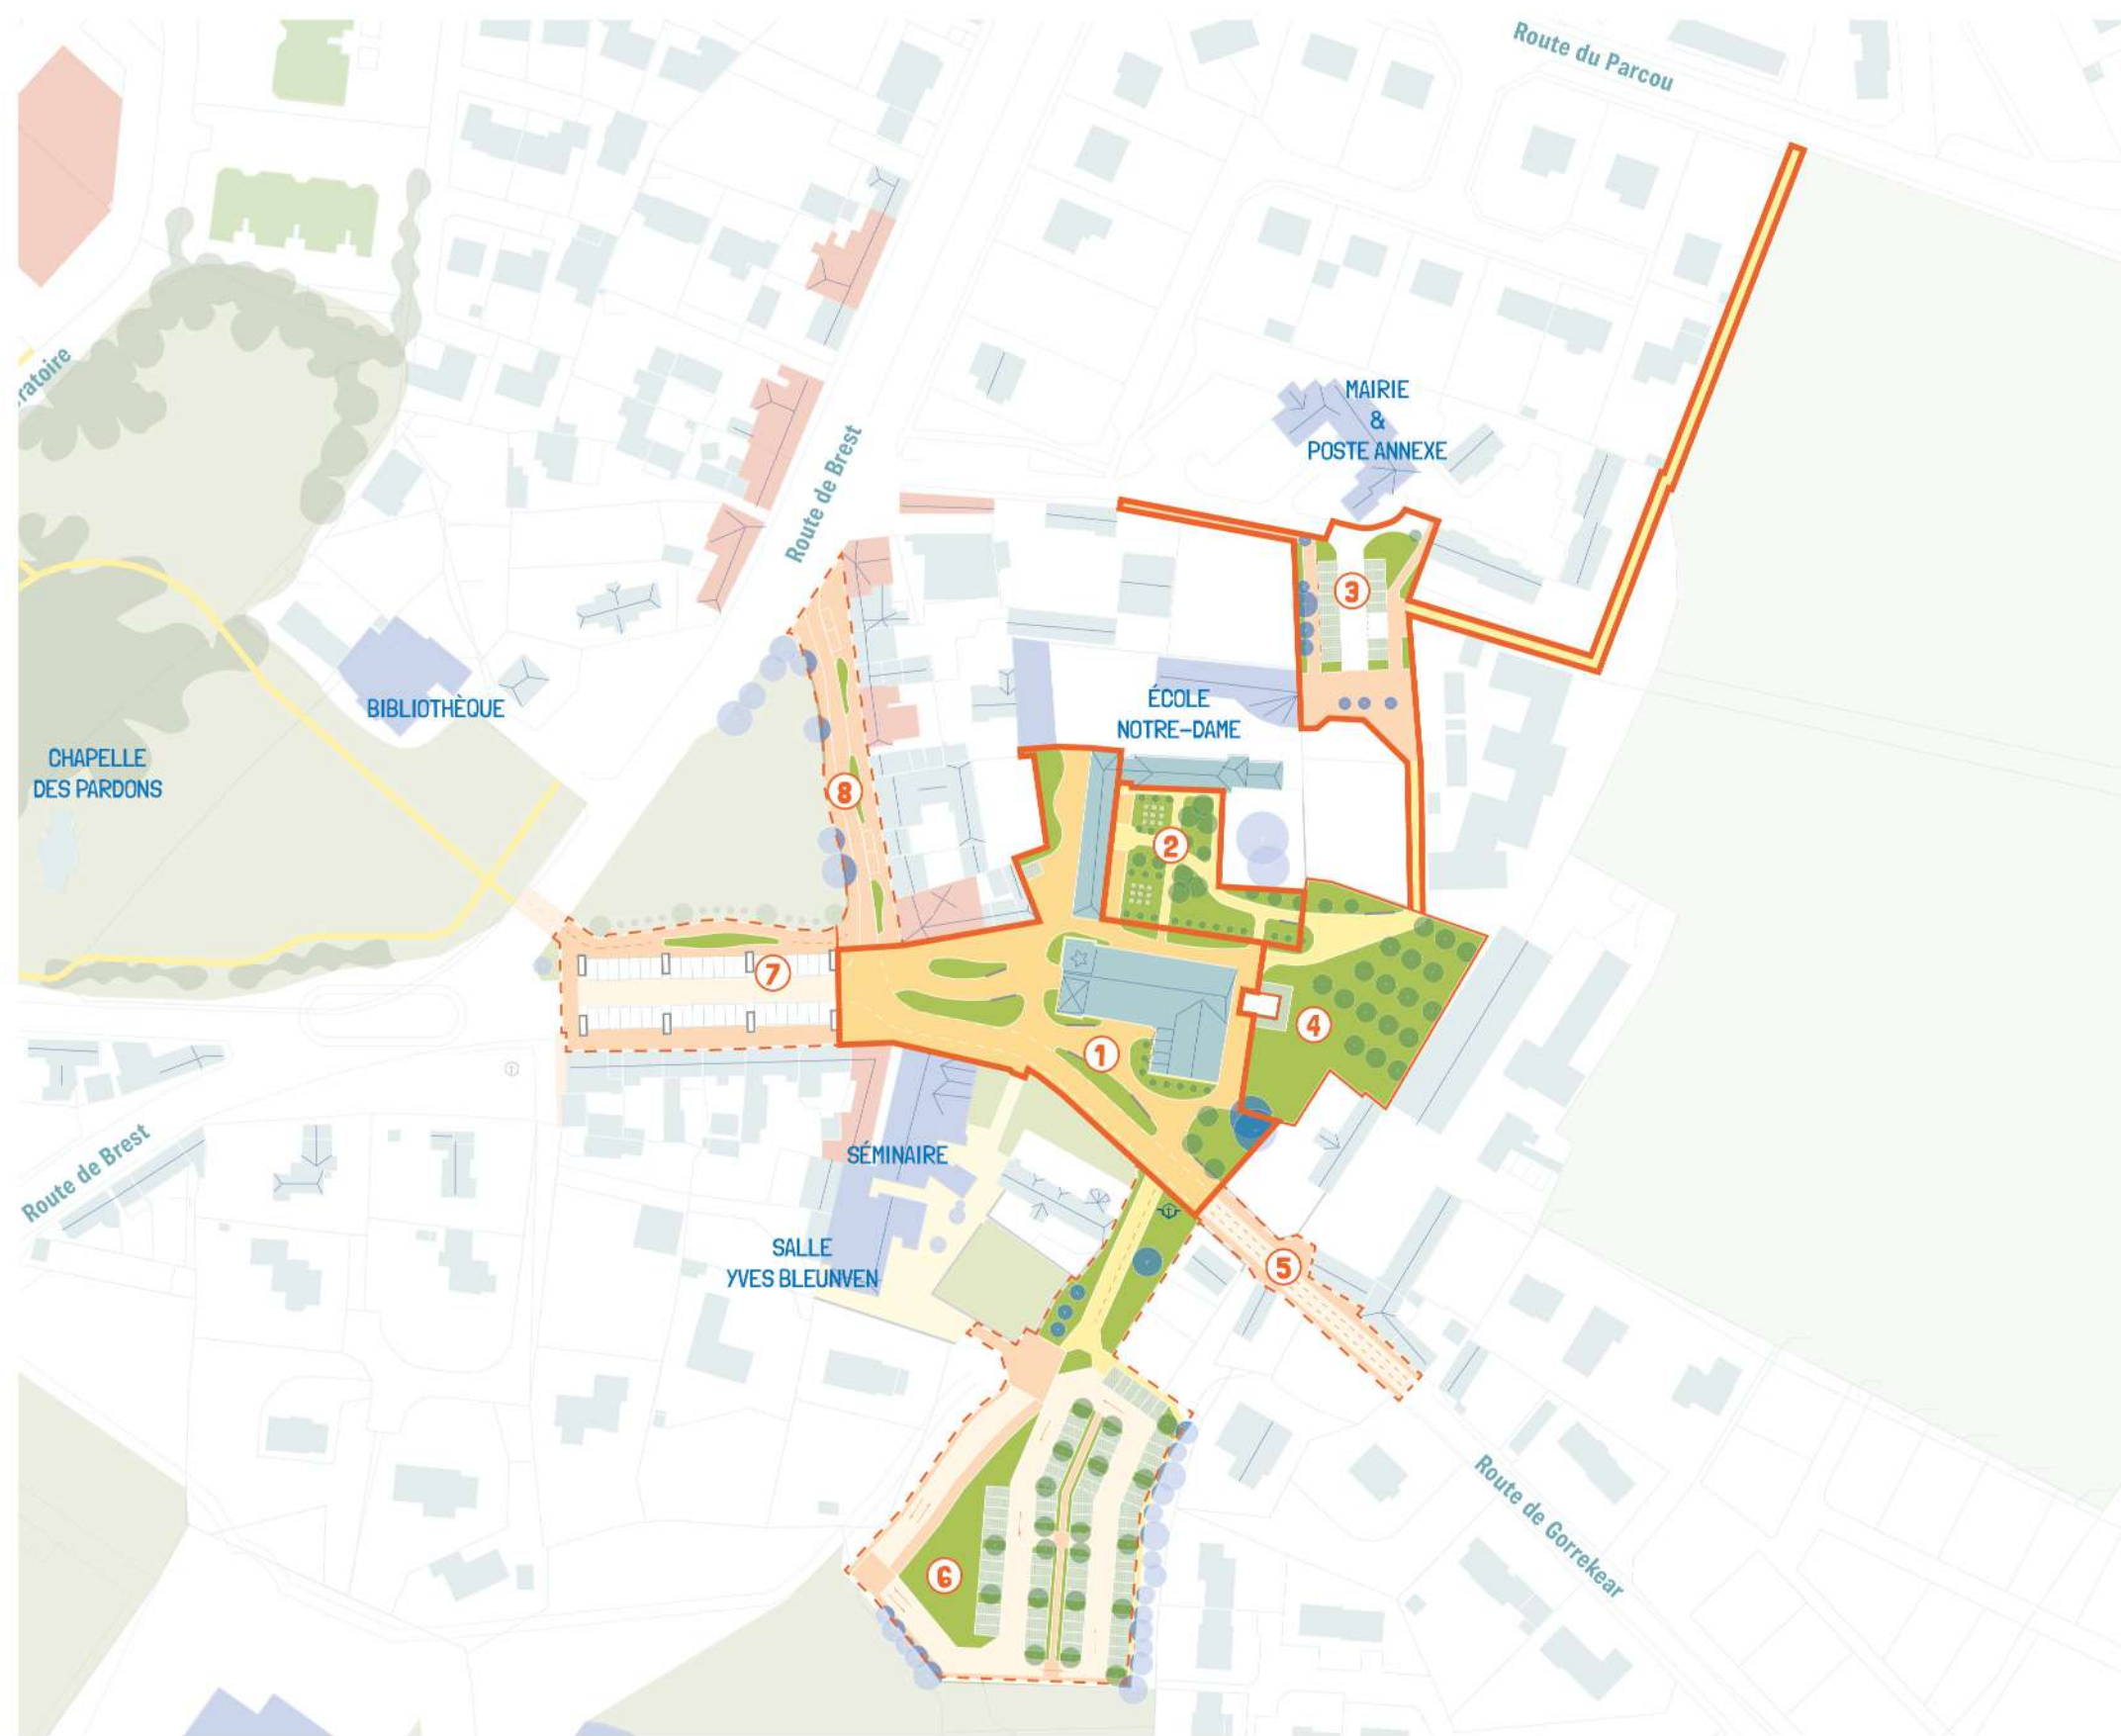 Route du Parcou
MAIRIE
&
POSTE ANNEXE
ratoire
Route de Brest
3
BIBLIOTHÈQUE
ÉCOLE
NOTRE-DAME
CHAPELLE
DES PARDONS
8
2
7
4
1
SÉMINAIRE
Route de Brest
SALLE
YVES BLEUNVEN
5
Route de Gorrekear
6